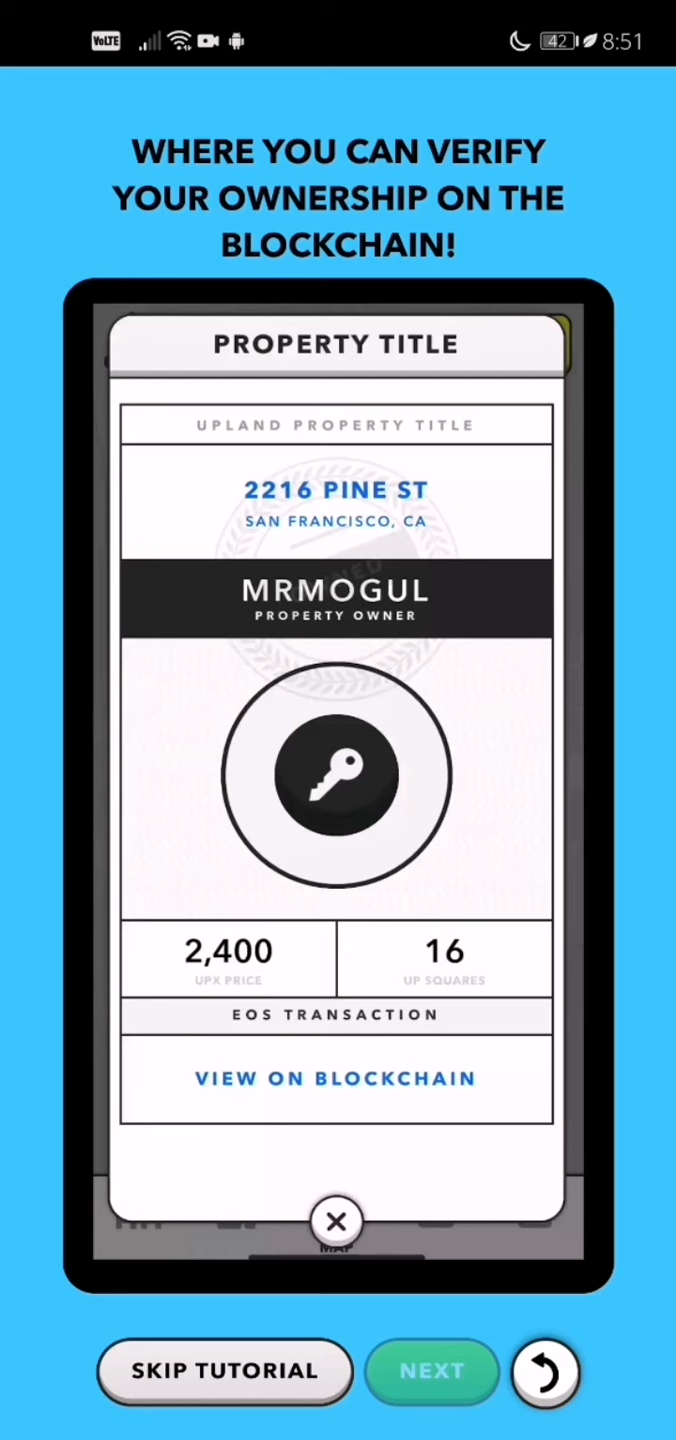 VoLTE 42 8:51
WHERE YOU CAN VERIFY
YOUR OWNERSHIP ON THE
BLOCKCHAIN!
PROPERTY TITLE
UPLAND PROPERTY TITLE
2216 PINE ST
SAN FRANCISCO, CA
MRMOGUL
PROPERTY OWNER
2,400 16
UPX PRICE UP SQUARES
EOS TRANSACTION
VIEW ON BLOCKCHAIN
MAP
SKIP TUTORIAL NEXT